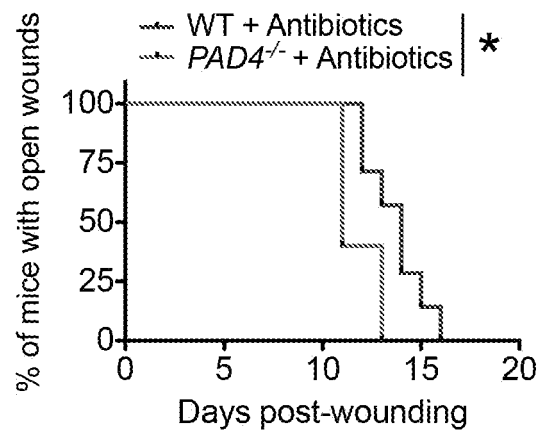 WT + Antibiotics
PAD4-/- + Antibiotics
*
% of mice with open wounds
100
75
50
25
0
0 5 10 15 20
Days post-wounding